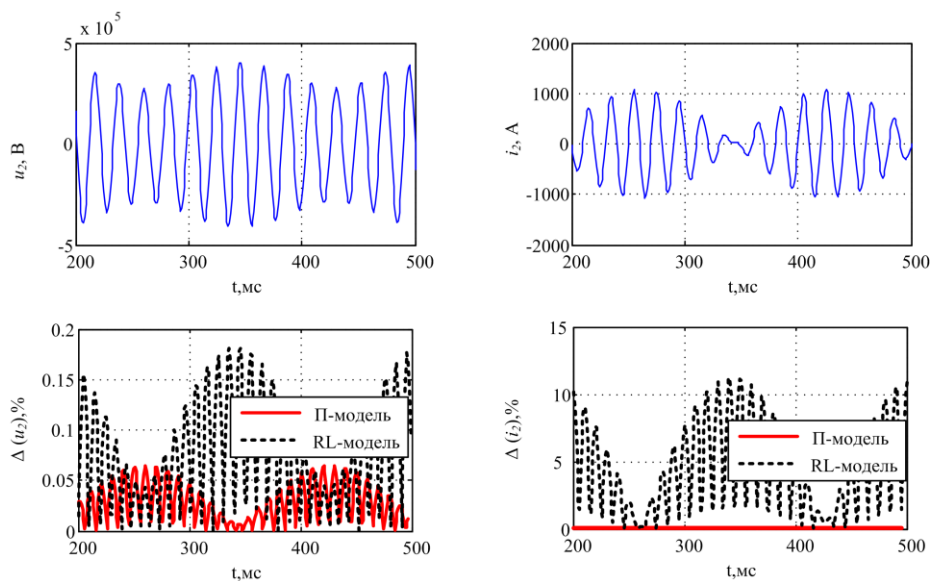 x 10⁵
5
0
-5
u₂, В
200 300 400 500
t,мс
2000
1000
0
-1000
-2000
i₂, А
200 300 400 500
t,мс
0.2
0.15
0.1
0.05
0
Δ (u₂),%
П-модель
RL-модель
200 300 400 500
t,мс
15
10
5
0
Δ (i₂),%
П-модель
RL-модель
200 300 400 500
t,мс